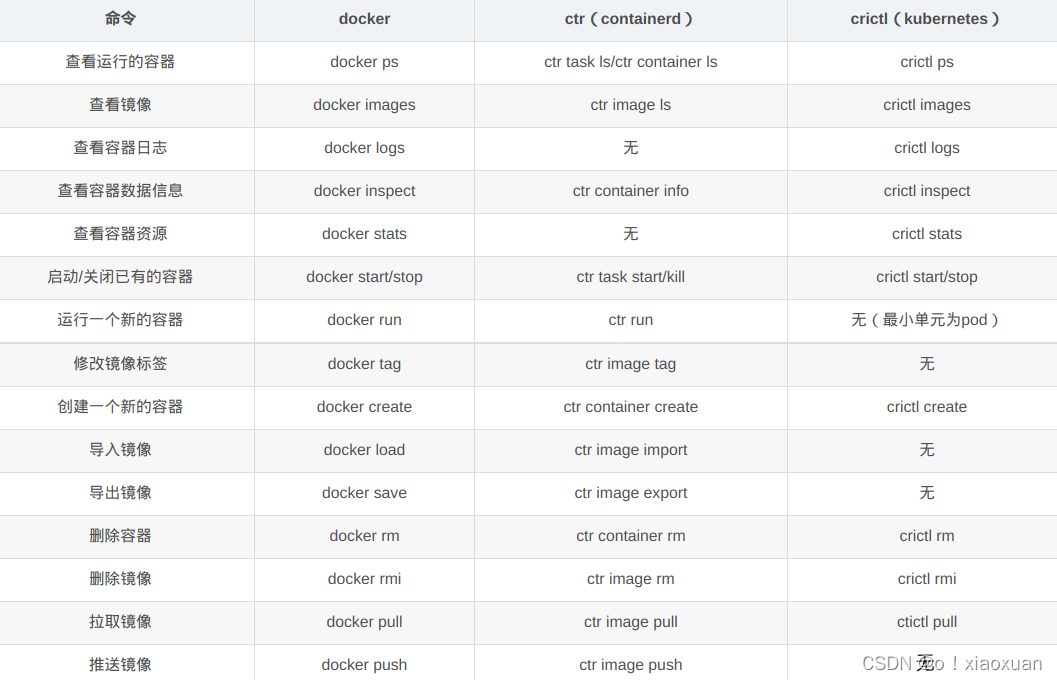 命令 docker ctr（containerd） crictl（kubernetes）
查看运行的容器 docker ps ctr task ls/ctr container ls crictl ps
查看镜像 docker images ctr image ls crictl images
查看容器日志 docker logs 无 crictl logs
查看容器数据信息 docker inspect ctr container info crictl inspect
查看容器资源 docker stats 无 crictl stats
启动/关闭已有的容器 docker start/stop ctr task start/kill crictl start/stop
运行一个新的容器 docker run ctr run 无（最小单元为pod）
修改镜像标签 docker tag ctr image tag 无
创建一个新的容器 docker create ctr container create crictl create
导入镜像 docker load ctr image import 无
导出镜像 docker save ctr image export 无
删除容器 docker rm ctr container rm crictl rm
删除镜像 docker rmi ctr image rm crictl rmi
拉取镜像 docker pull ctr image pull ctictl pull
推送镜像 docker push ctr image push 无
CSDN @o！xiaoxuan